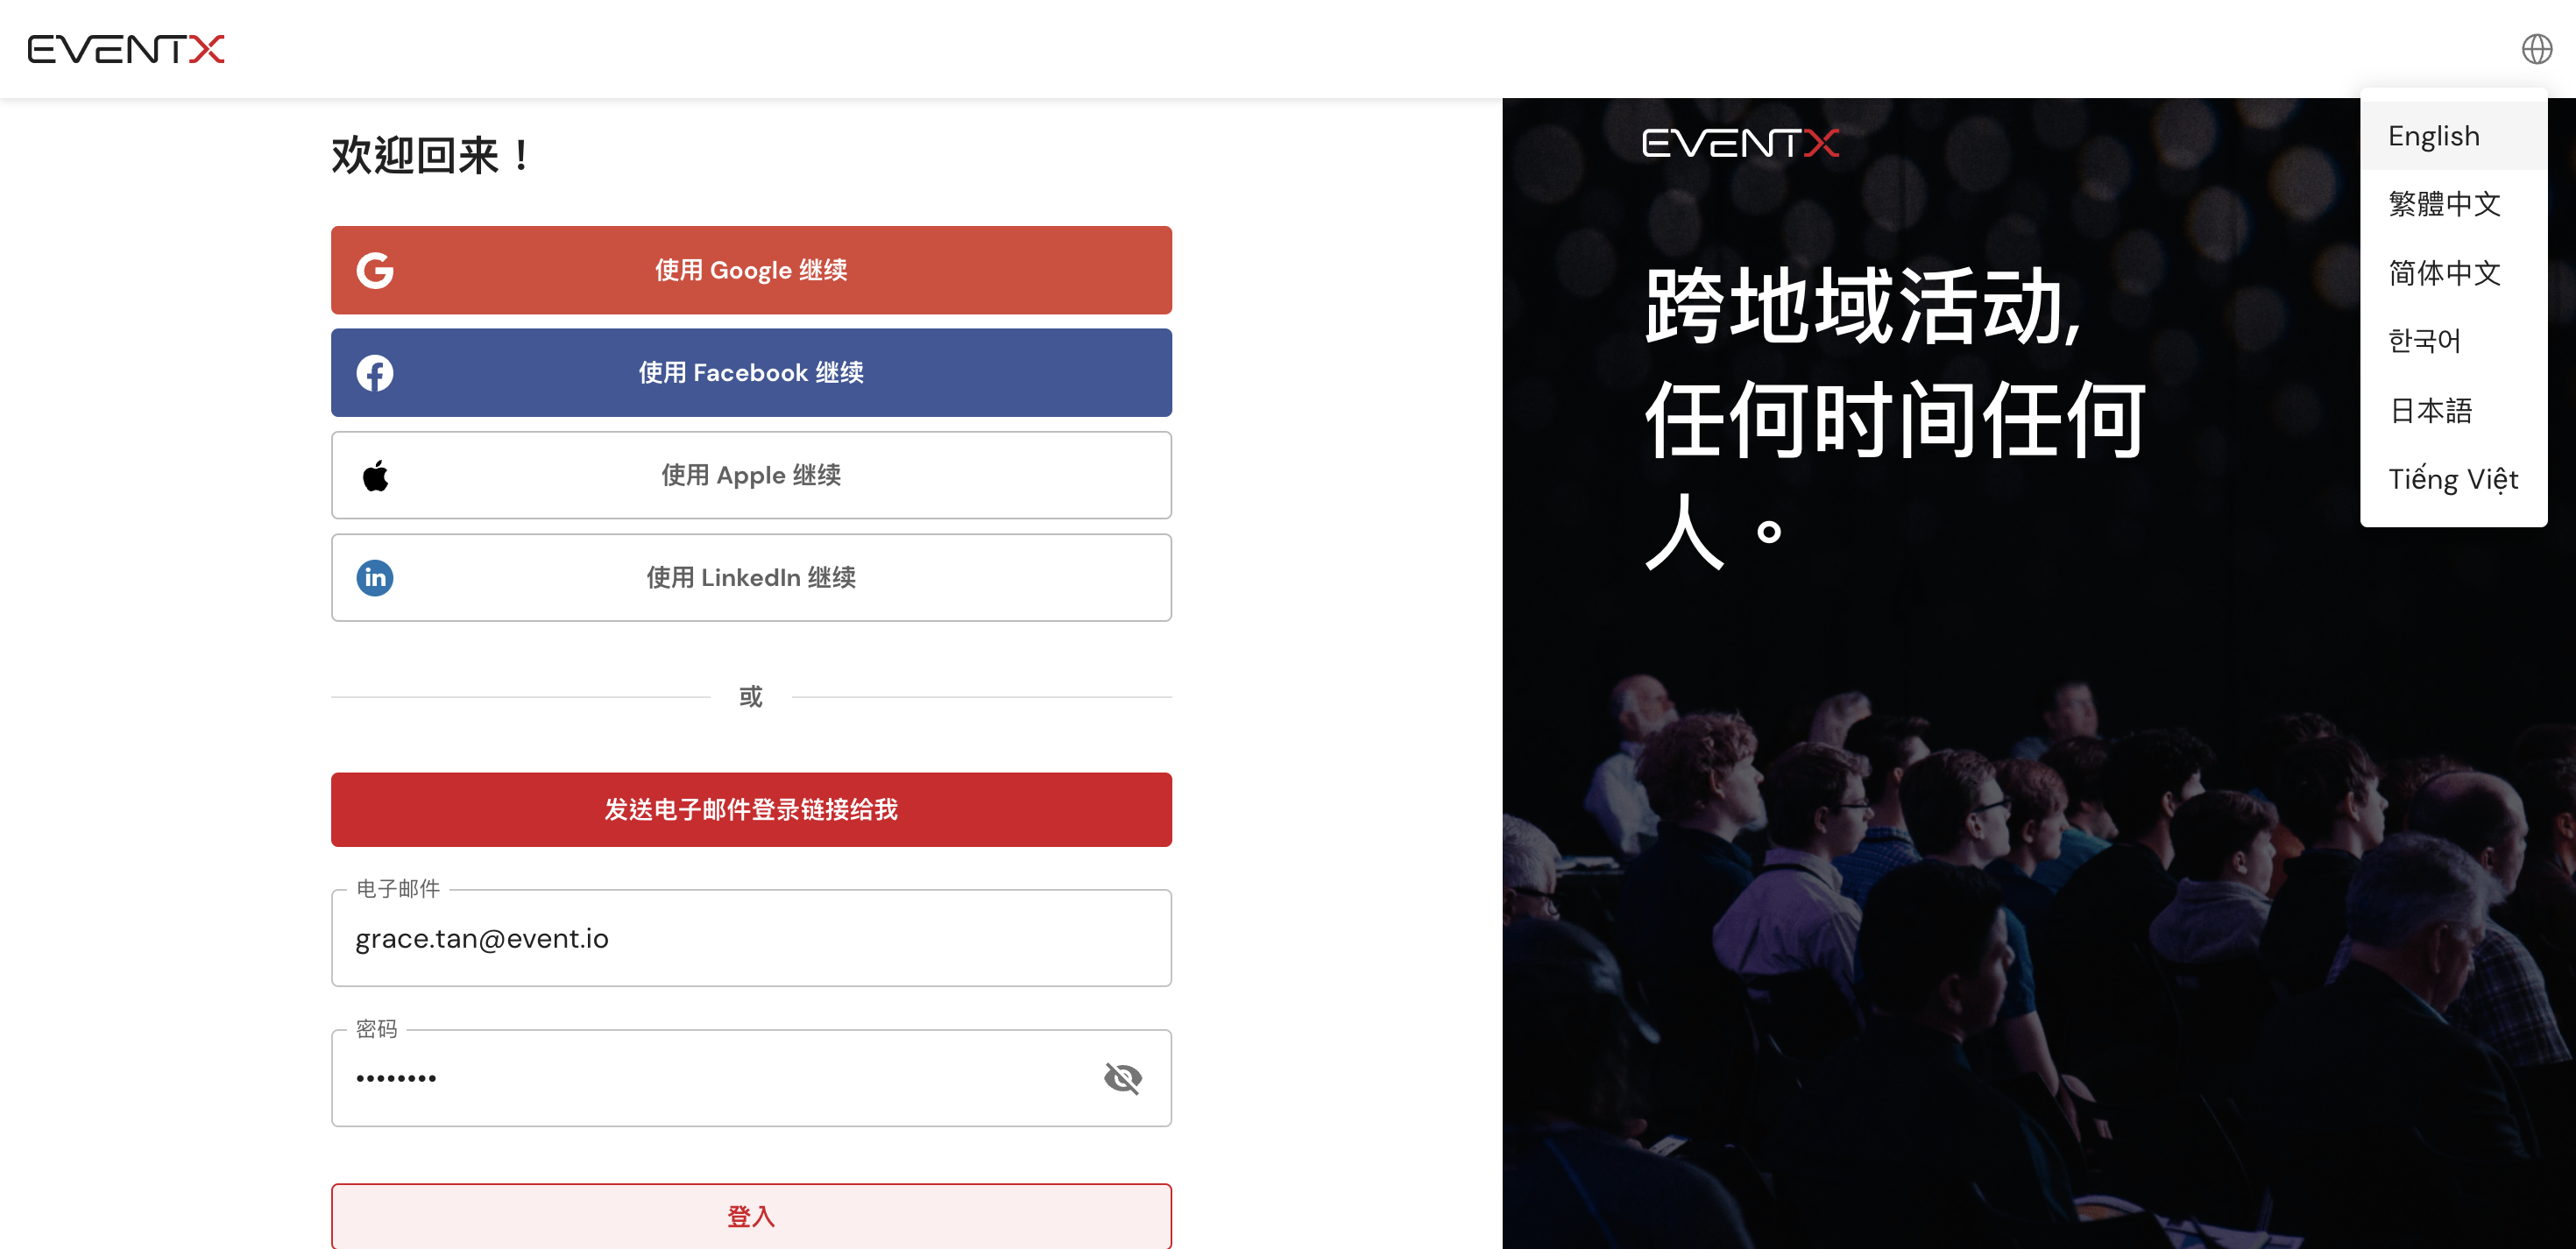 EVENTX
欢迎回来！
使用 Google 继续
使用 Facebook 继续
使用 Apple 继续
使用 LinkedIn 继续
或
发送电子邮件登录链接给我
电子邮件
grace.tan@event.io
密码
••••••••
登入
EVENTX
跨地域活动,
任何时间任何
人。
English
繁體中文
简体中文
한국어
日本語
Tiếng Việt